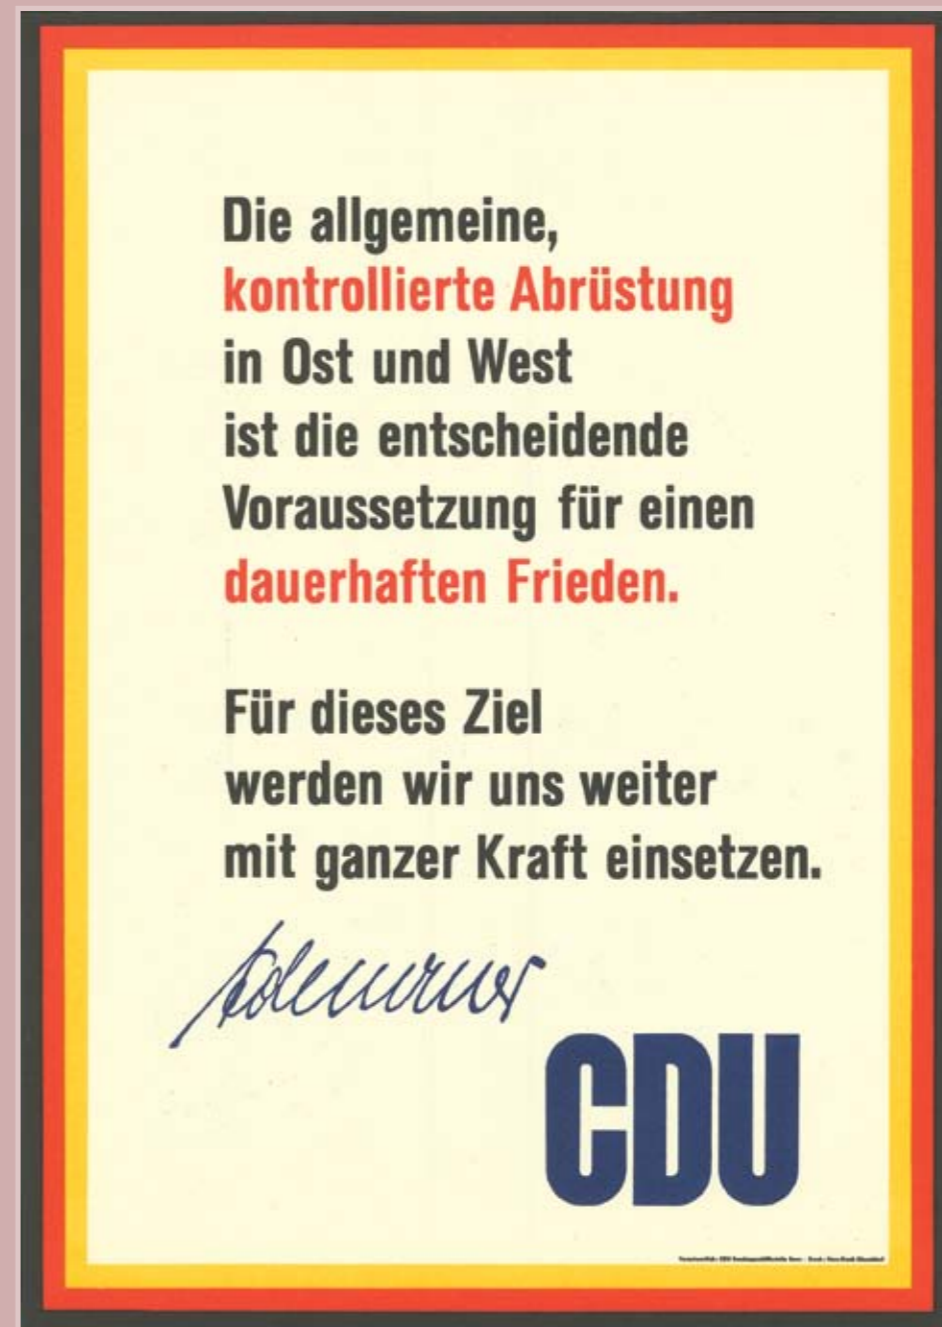 Die allgemeine,
kontrollierte Abrüstung
in Ost und West
ist die entscheidende
Voraussetzung für einen
dauerhaften Frieden.
Für dieses Ziel
werden wir uns weiter
mit ganzer Kraft einsetzen.
Adenauer
CDU